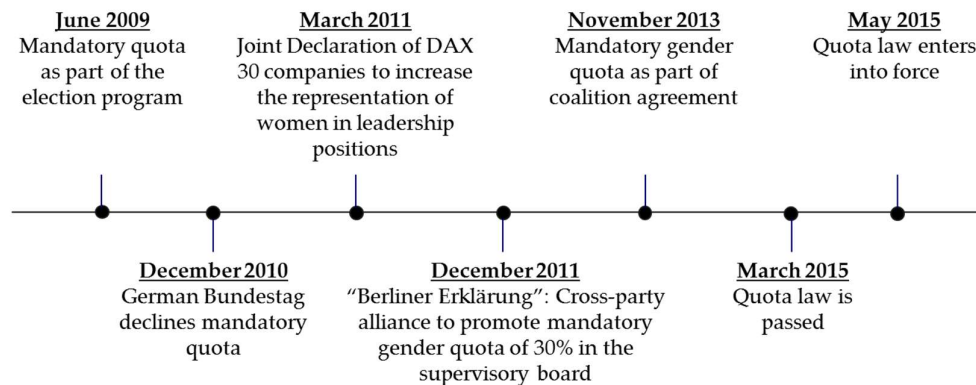 June 2009
Mandatory quota
as part of the
election program
March 2011
Joint Declaration of DAX
30 companies to increase
the representation of
women in leadership
positions
November 2013
Mandatory gender
quota as part of
coalition agreement
May 2015
Quota law enters
into force
December 2010
German Bundestag
declines mandatory
quota
December 2011
“Berliner Erklärung”: Cross-party
alliance to promote mandatory
gender quota of 30% in the
supervisory board
March 2015
Quota law is
passed